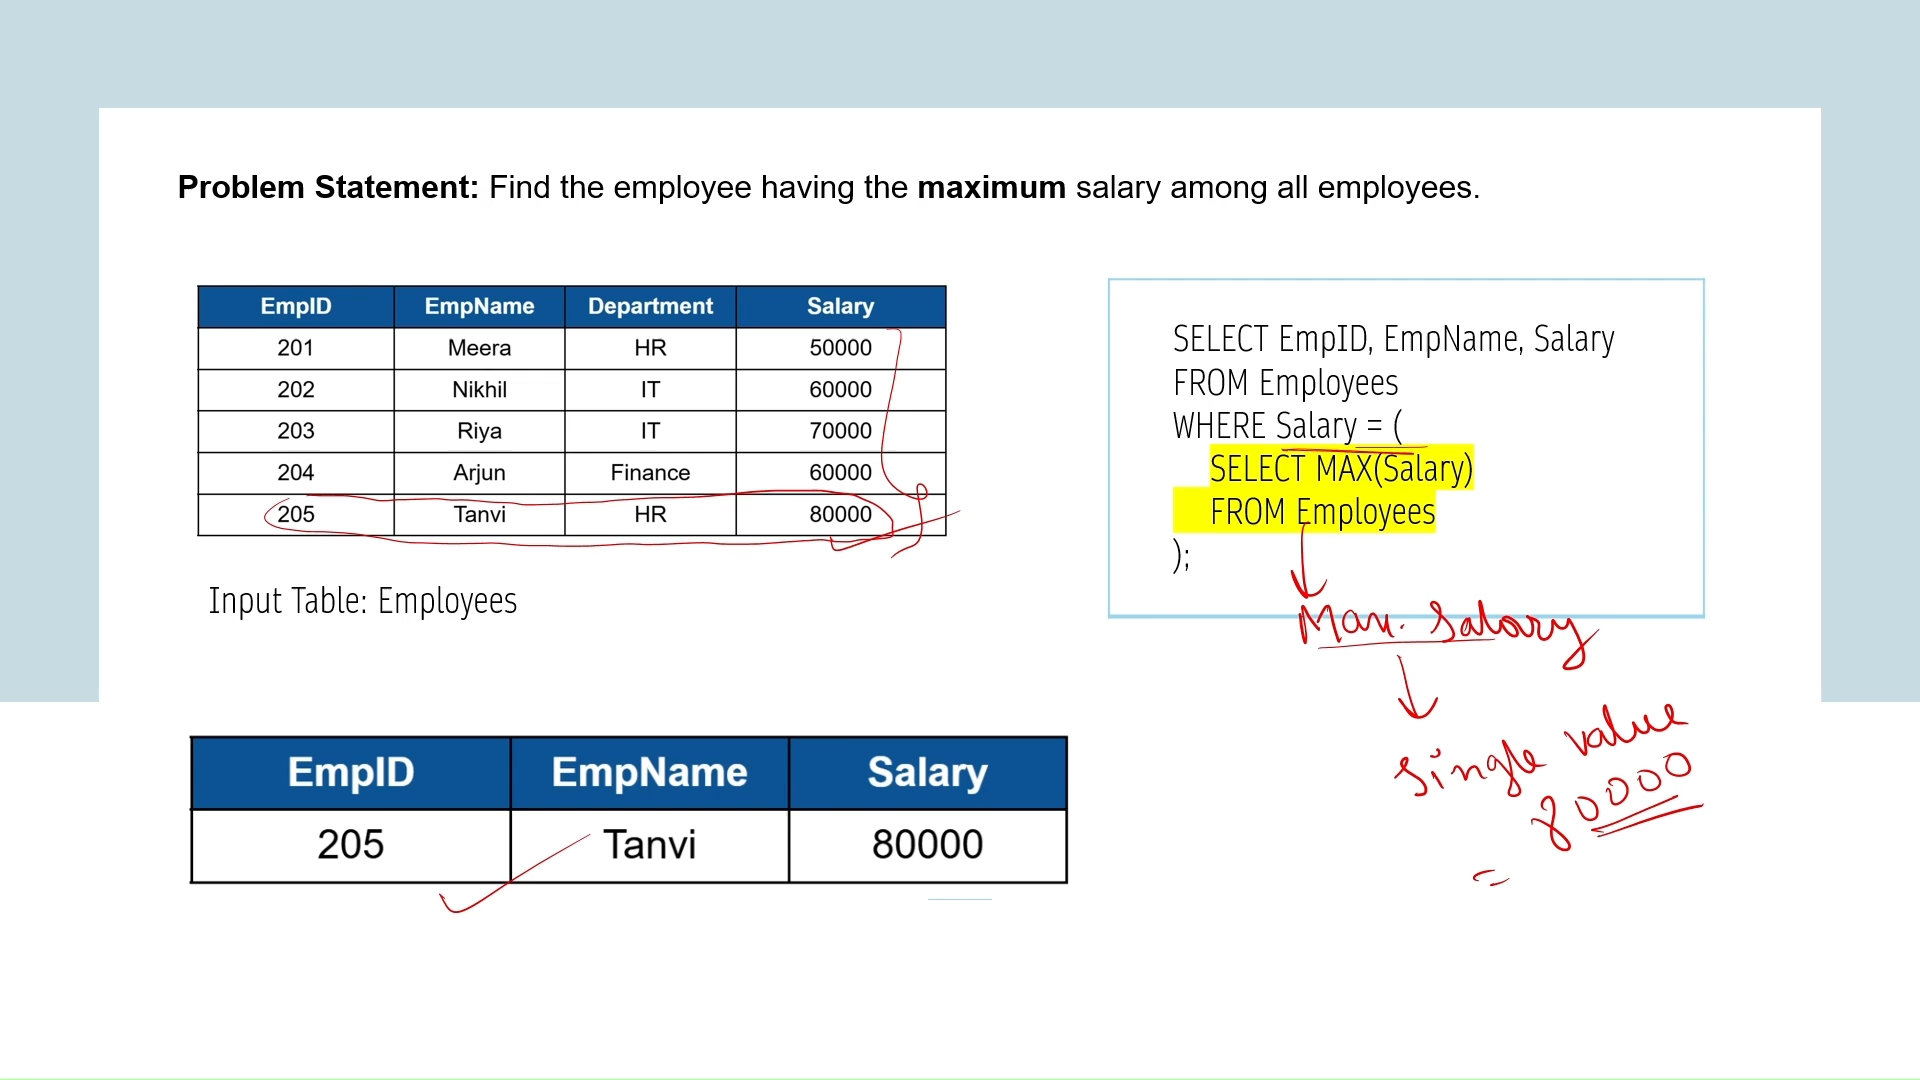 Problem Statement: Find the employee having the maximum salary among all employees.
EmpID EmpName Department Salary
201 Meera HR 50000
202 Nikhil IT 60000
203 Riya IT 70000
204 Arjun Finance 60000
205 Tanvi HR 80000
Input Table: Employees
SELECT EmpID, EmpName, Salary
FROM Employees
WHERE Salary = (
SELECT MAX(Salary)
FROM Employees
);
Max. Salary
Single value
80000
=
EmpID EmpName Salary
205 Tanvi 80000